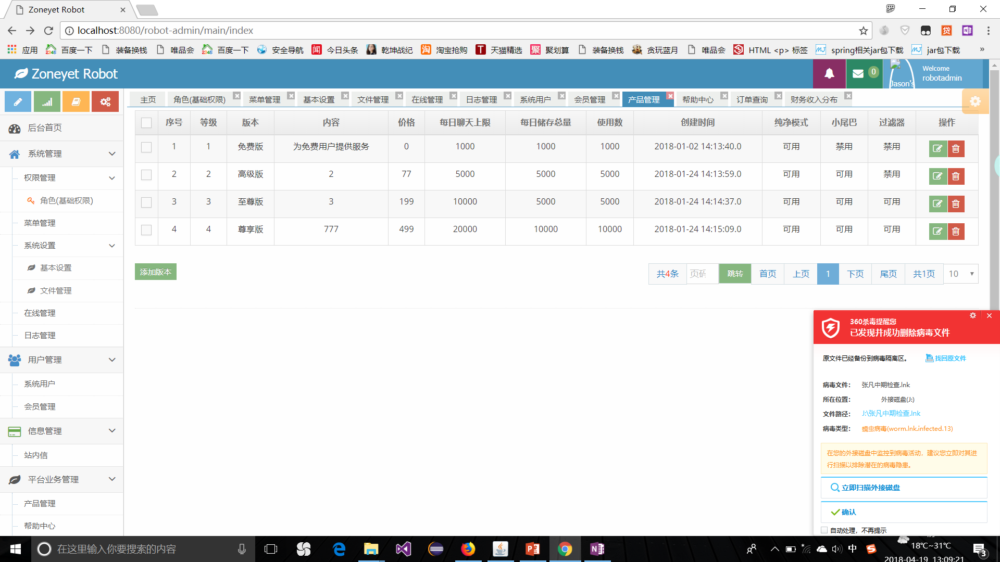 Zoneyet Robot
localhost:8080/robot-admin/main/index
应用 百度一下 装备换钱 唯品会 百度一下 安全导航 今日头条 乾坤战纪 淘宝抢购 天猫精选 聚划算 装备换钱 贪玩蓝月 唯品会 HTML <p> 标签 spring相关jar包下载 jar包下载 »
Zoneyet Robot
0
Jason's
Welcome
robotadmin
主页 角色(基础权限) 菜单管理 基本设置 文件管理 在线管理 日志管理 系统用户 会员管理 产品管理 帮助中心 订单查询 财务收入分布
后台首页
系统管理
权限管理
角色(基础权限)
菜单管理
系统设置
基本设置
文件管理
在线管理
日志管理
用户管理
系统用户
会员管理
信息管理
站内信
平台业务管理
产品管理
帮助中心
序号 等级 版本 内容 价格 每日聊天上限 每日储存总量 使用数 创建时间 纯净模式 小尾巴 过滤器 操作
1 1 免费版 为免费用户提供服务 0 1000 1000 1000 2018-01-02 14:13:40.0 可用 禁用 禁用
2 2 高级版 2 77 5000 5000 5000 2018-01-24 14:13:59.0 可用 可用 禁用
3 3 至尊版 3 199 10000 5000 5000 2018-01-24 14:14:37.0 可用 可用 可用
4 4 尊享版 777 499 20000 10000 10000 2018-01-24 14:15:09.0 可用 可用 可用
添加版本
共4条 页码 跳转 首页 上页 1 下页 尾页 共1页 10
360杀毒提醒您
已发现并成功删除病毒文件
原文件已经备份到病毒隔离区。 找回原文件
病毒文件： 张凡中期检查.lnk
所在位置： 外接磁盘(J:)
文件路径： J:\张凡中期检查.lnk
病毒类型： 蠕虫病毒(worm.lnk.infected.13)
在您的外接磁盘中监控到病毒活动，建议您立即对其进
行扫描以排除潜在的病毒隐患。
立即扫描外接磁盘
确认
自动处理，不再提示
在这里输入你要搜索的内容
中
18℃~31℃
2018-04-19 13:09:21
3